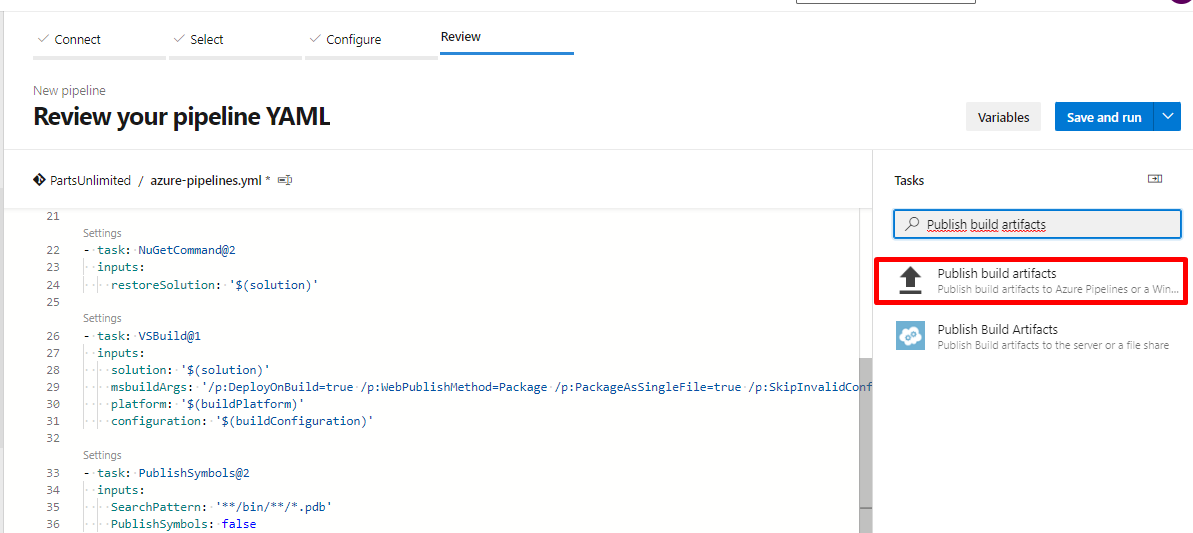 Connect
Select
Configure
Review
New pipeline
Review your pipeline YAML
Variables
Save and run
PartsUnlimited / azure-pipelines.yml *
21
Settings
22 - task: NuGetCommand@2
23 inputs:
24 restoreSolution: '$(solution)'
25
Settings
26 - task: VSBuild@1
27 inputs:
28 solution: '$(solution)'
29 msbuildArgs: '/p:DeployOnBuild=true /p:WebPublishMethod=Package /p:PackageAsSingleFile=true /p:SkipInvalidConf
30 platform: '$(buildPlatform)'
31 configuration: '$(buildConfiguration)'
32
Settings
33 - task: PublishSymbols@2
34 inputs:
35 SearchPattern: '**/bin/**/*.pdb'
36 PublishSymbols: false
Tasks
Publish build artifacts
Publish build artifacts
Publish build artifacts to Azure Pipelines or a Win...
Publish Build Artifacts
Publish Build artifacts to the server or a file share